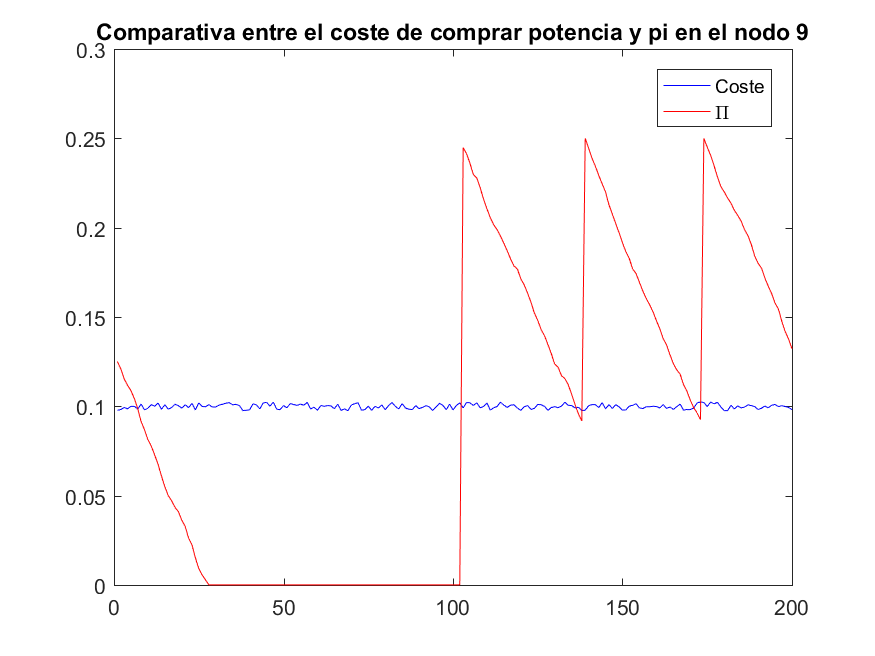 Comparativa entre el coste de comprar potencia y pi en el nodo 9
0.3
Coste
Π
0.25
0.2
0.15
0.1
0.05
0
0 50 100 150 200